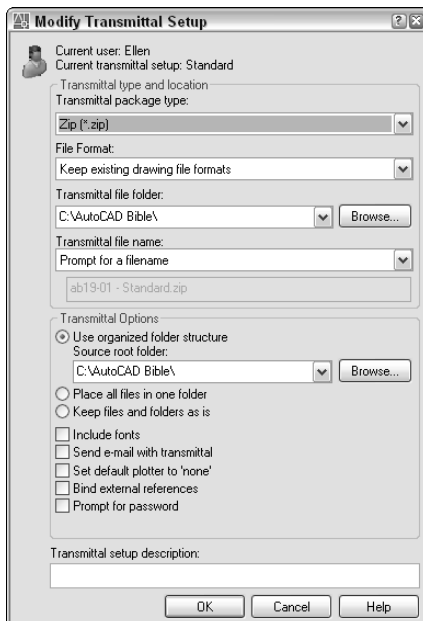 Modify Transmittal Setup
Current user: Ellen
Current transmittal setup: Standard
Transmittal type and location
Transmittal package type:
Zip (*.zip)
File Format:
Keep existing drawing file formats
Transmittal file folder:
C:\AutoCAD Bible\ Browse...
Transmittal file name:
Prompt for a filename
ab19-01 - Standard.zip
Transmittal Options
Use organized folder structure
Source root folder:
C:\AutoCAD Bible\ Browse...
Place all files in one folder
Keep files and folders as is
Include fonts
Send e-mail with transmittal
Set default plotter to 'none'
Bind external references
Prompt for password
Transmittal setup description:
OK Cancel Help